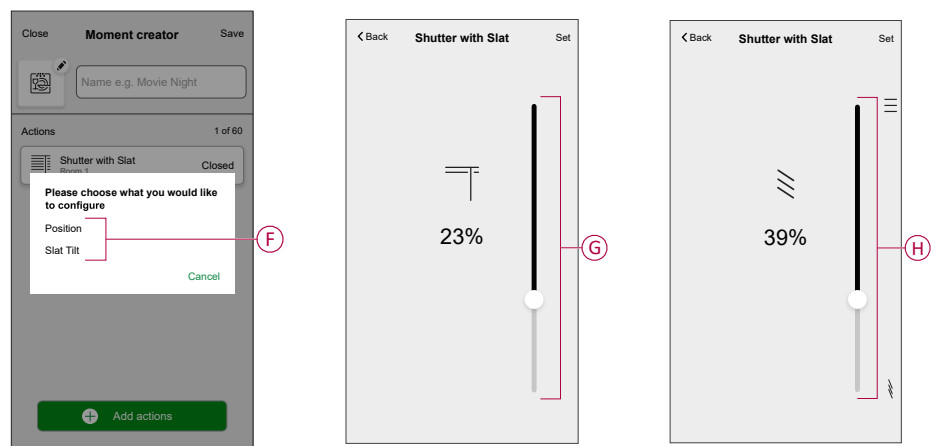 Close Moment creator Save
Name e.g. Movie Night
Actions 1 of 60
Shutter with Slat
Closed
Room 1
Please choose what you would like
to configure
Position
Slat Tilt
F
Cancel
Add actions
Back Shutter with Slat Set
23%
G
Back Shutter with Slat Set
39%
H